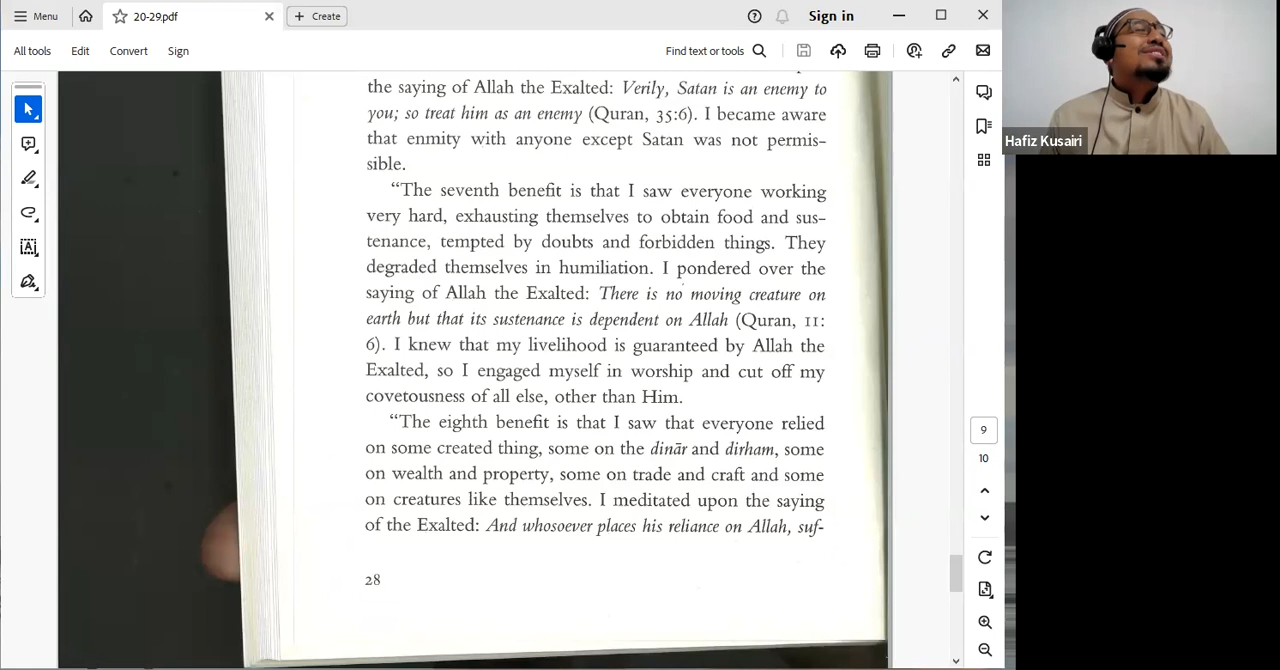 Menu
20-29.pdf
Create
Sign in
All tools
Edit
Convert
Sign
Find text or tools
the saying of Allah the Exalted: Verily, Satan is an enemy to
you; so treat him as an enemy (Quran, 35:6). I became aware
that enmity with anyone except Satan was not permis-
sible.
“The seventh benefit is that I saw everyone working
very hard, exhausting themselves to obtain food and sus-
tenance, tempted by doubts and forbidden things. They
degraded themselves in humiliation. I pondered over the
saying of Allah the Exalted: There is no moving creature on
earth but that its sustenance is dependent on Allah (Quran, 11:
6). I knew that my livelihood is guaranteed by Allah the
Exalted, so I engaged myself in worship and cut off my
covetousness of all else, other than Him.
“The eighth benefit is that I saw that everyone relied
on some created thing, some on the dinār and dirham, some
on wealth and property, some on trade and craft and some
on creatures like themselves. I meditated upon the saying
of the Exalted: And whosoever places his reliance on Allah, suf-
28
9
10
Hafiz Kusairi